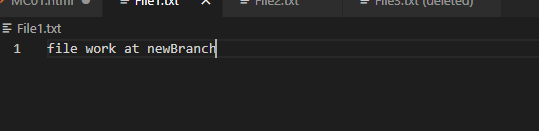 MC01.html File1.txt File2.txt File3.txt (deleted)
File1.txt
1 file work at newBranch